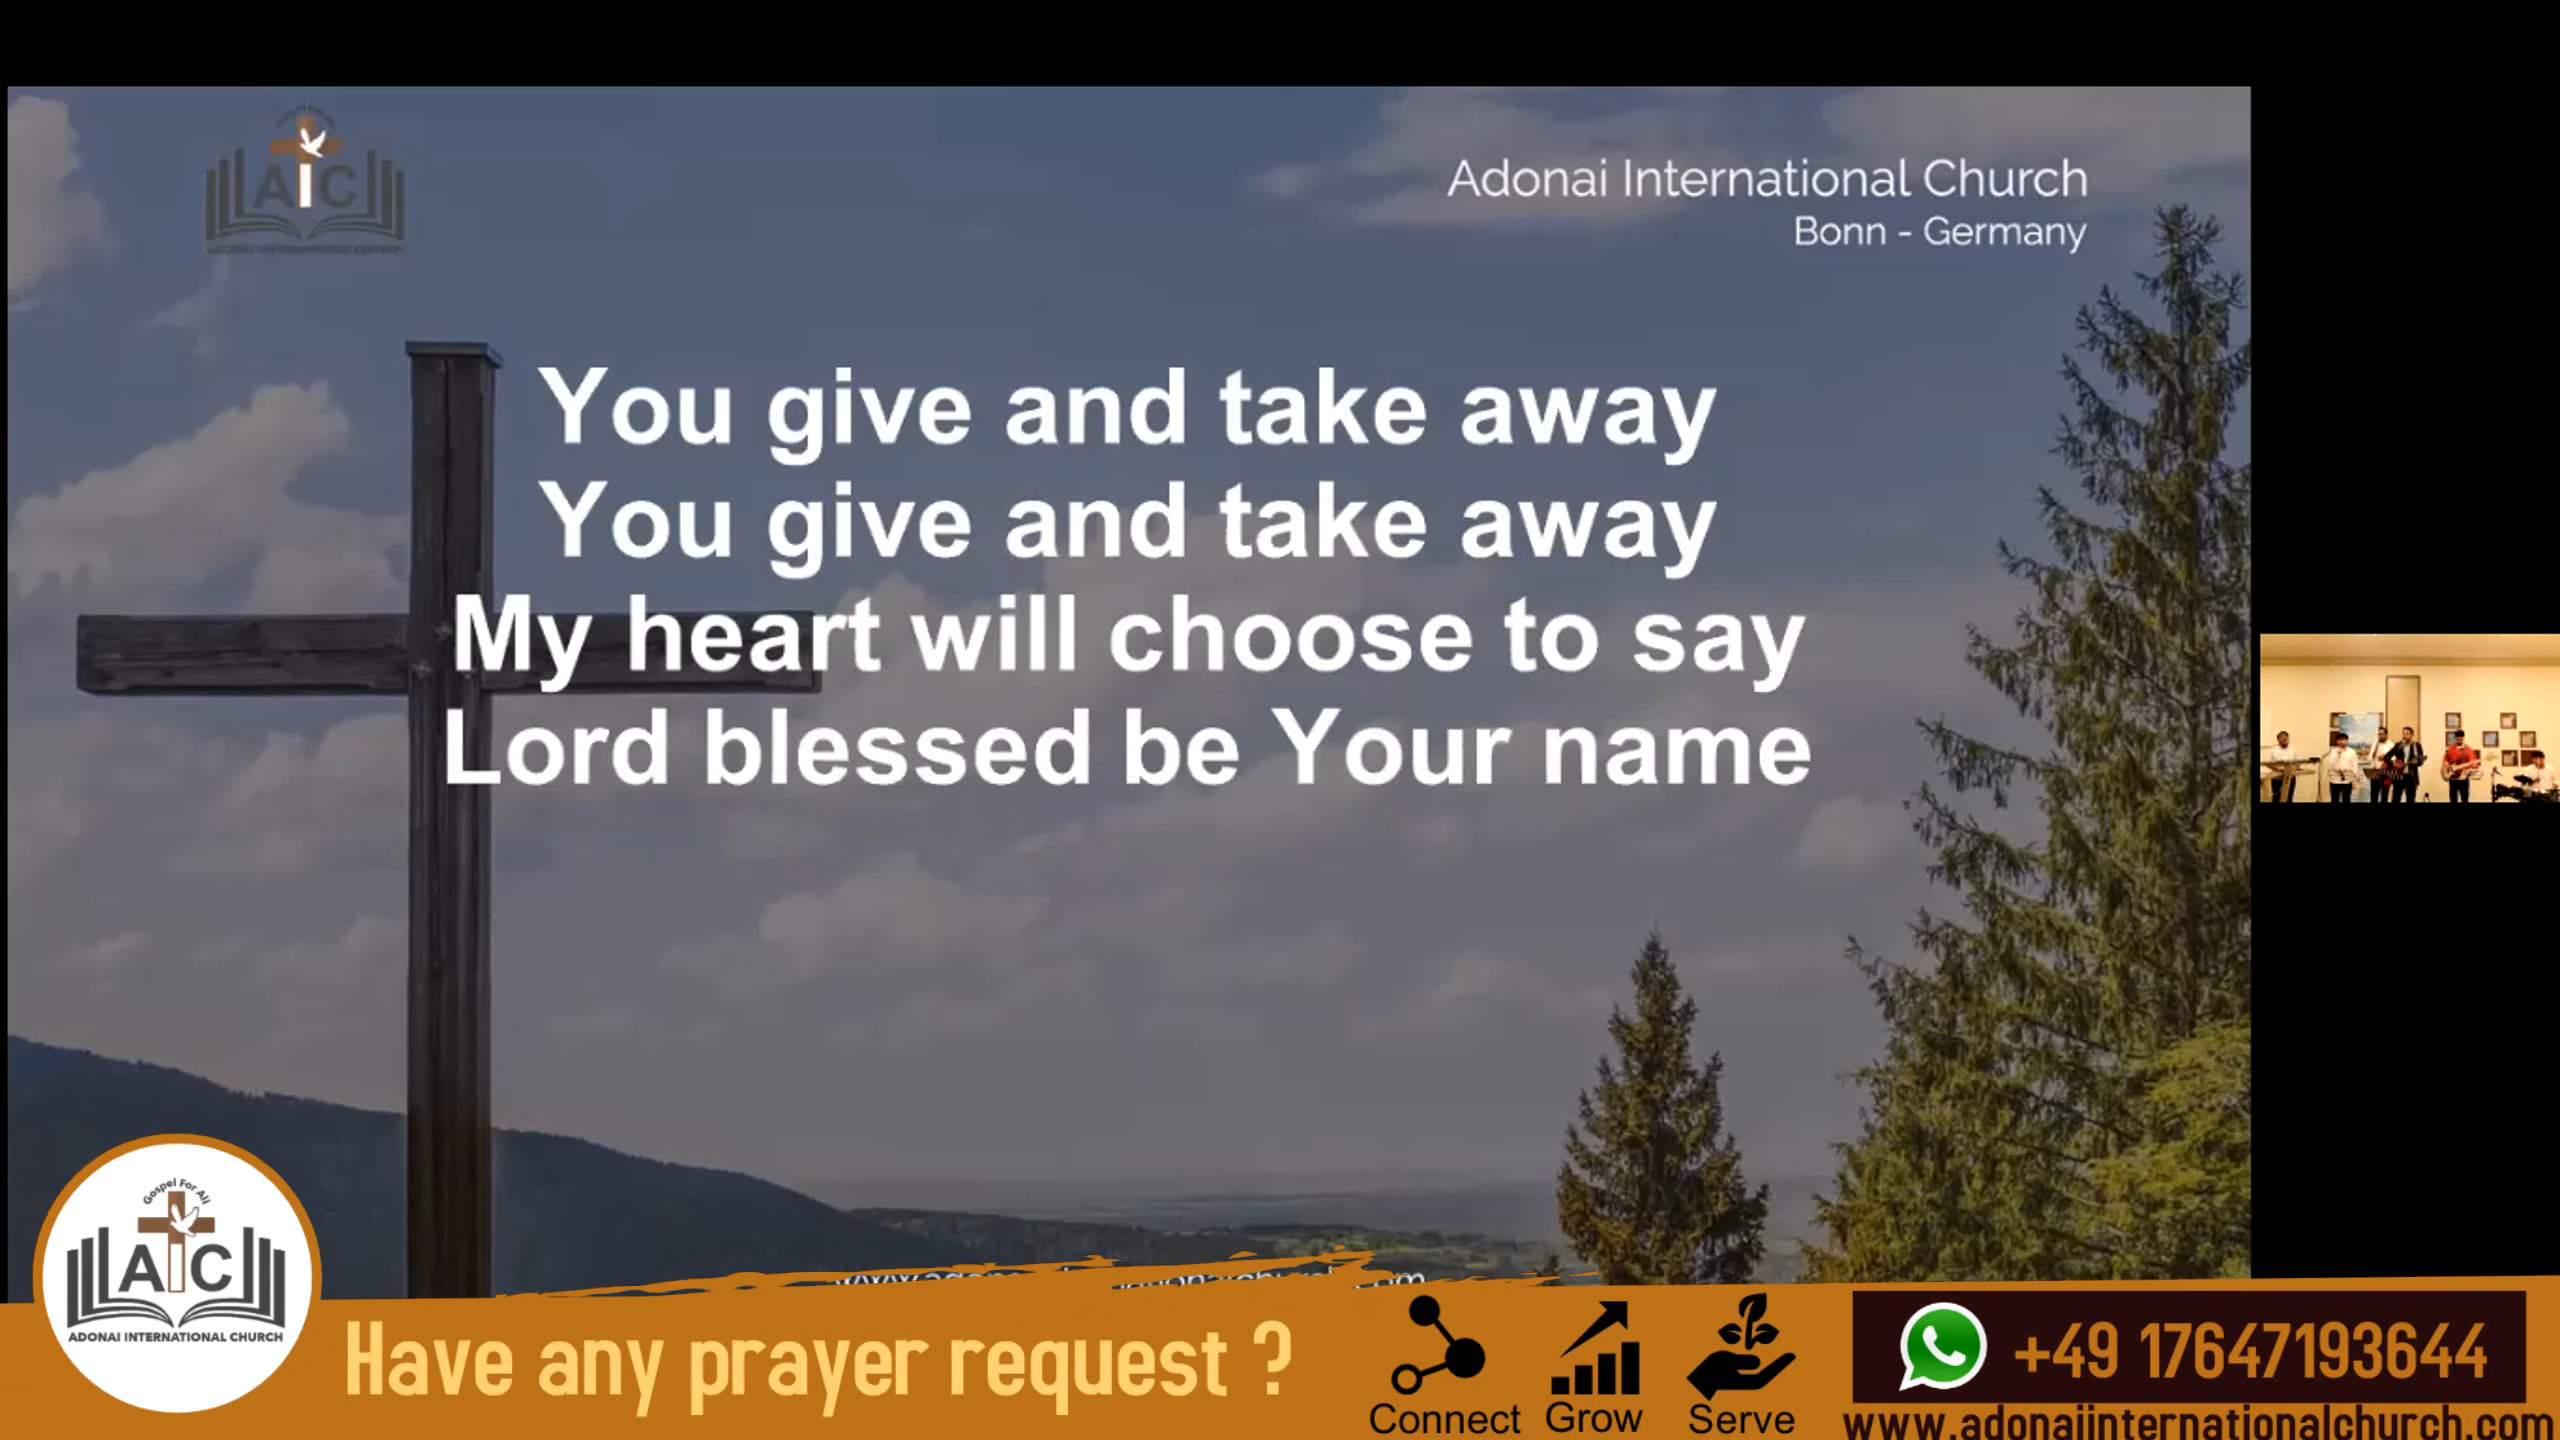 AIC
Adonai International Church
Bonn - Germany
You give and take away
You give and take away
My heart will choose to say
Lord blessed be Your name
Gospel For All
AIC
ADONAI INTERNATIONAL CHURCH
Have any prayer request ?
Connect Grow Serve
+49 17647193644
www.adonaiinternationalchurch.com